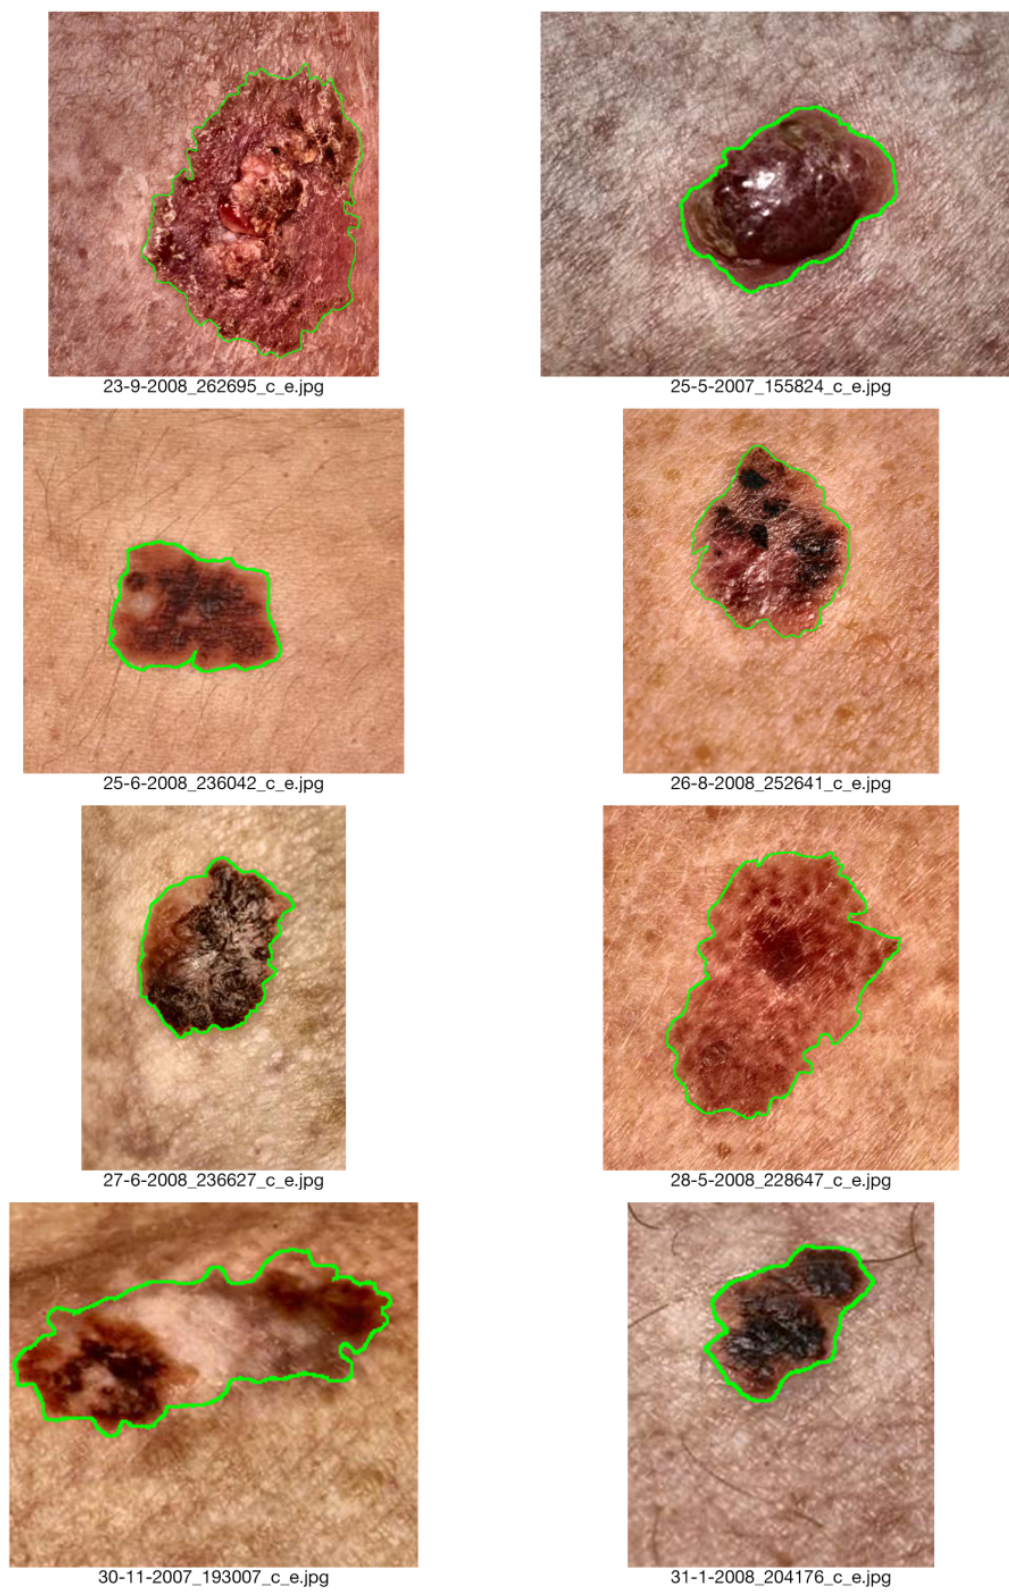 23-9-2008_262695_c_e.jpg
25-5-2007_155824_c_e.jpg
25-6-2008_236042_c_e.jpg
26-8-2008_252641_c_e.jpg
27-6-2008_236627_c_e.jpg
28-5-2008_228647_c_e.jpg
30-11-2007_193007_c_e.jpg
31-1-2008_204176_c_e.jpg